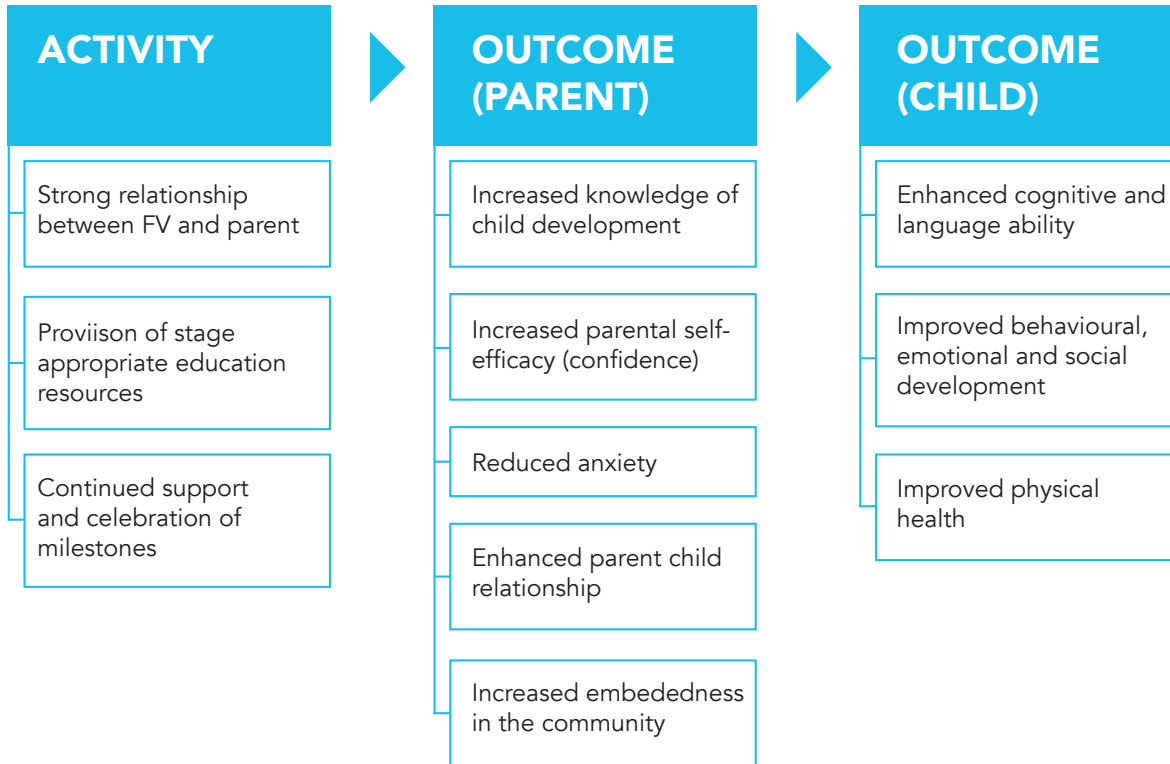 ACTIVITY
Strong relationship
between FV and parent
Proviison of stage
appropriate education
resources
Continued support
and celebration of
milestones
OUTCOME
(PARENT)
Increased knowledge of
child development
Increased parental self-
efficacy (confidence)
Reduced anxiety
Enhanced parent child
relationship
Increased embededness
in the community
OUTCOME
(CHILD)
Enhanced cognitive and
language ability
Improved behavioural,
emotional and social
development
Improved physical
health